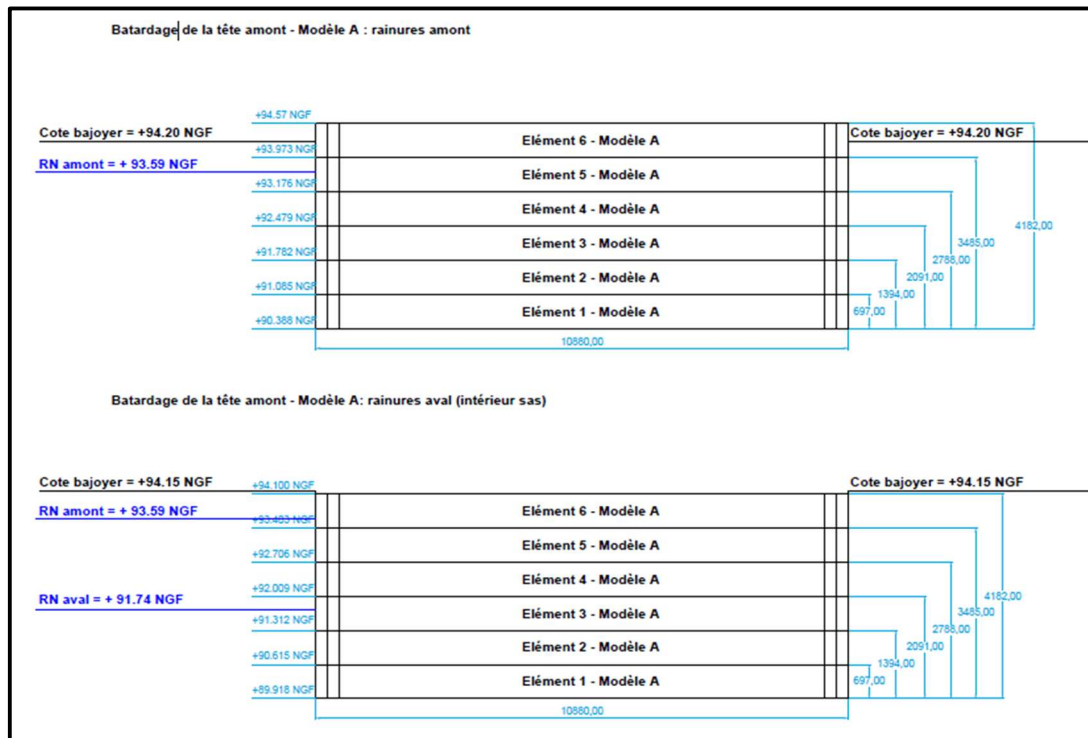 Batardage de la tête amont - Modèle A : rainures amont
+94.57 NGF
Cote bajoyer = +94.20 NGF
Cote bajoyer = +94.20 NGF
Elément 6 - Modèle A
+93.973 NGF
RN amont = + 93.59 NGF
Elément 5 - Modèle A
+93.176 NGF
Elément 4 - Modèle A
+92.479 NGF
4182,00
3485,00
Elément 3 - Modèle A
+91.782 NGF
2788,00
2091,00
Elément 2 - Modèle A
+91.085 NGF
1394,00
697,00
Elément 1 - Modèle A
+90.388 NGF
10880,00
Batardage de la tête amont - Modèle A: rainures aval (intérieur sas)
Cote bajoyer = +94.15 NGF
+94.100 NGF
Cote bajoyer = +94.15 NGF
RN amont = + 93.59 NGF
Elément 6 - Modèle A
+93.403 NGF
Elément 5 - Modèle A
+92.706 NGF
Elément 4 - Modèle A
+92.009 NGF
RN aval = + 91.74 NGF
4182,00
3485,00
Elément 3 - Modèle A
+91.312 NGF
2788,00
2091,00
Elément 2 - Modèle A
+90.615 NGF
1394,00
697,00
Elément 1 - Modèle A
+89.918 NGF
10880,00